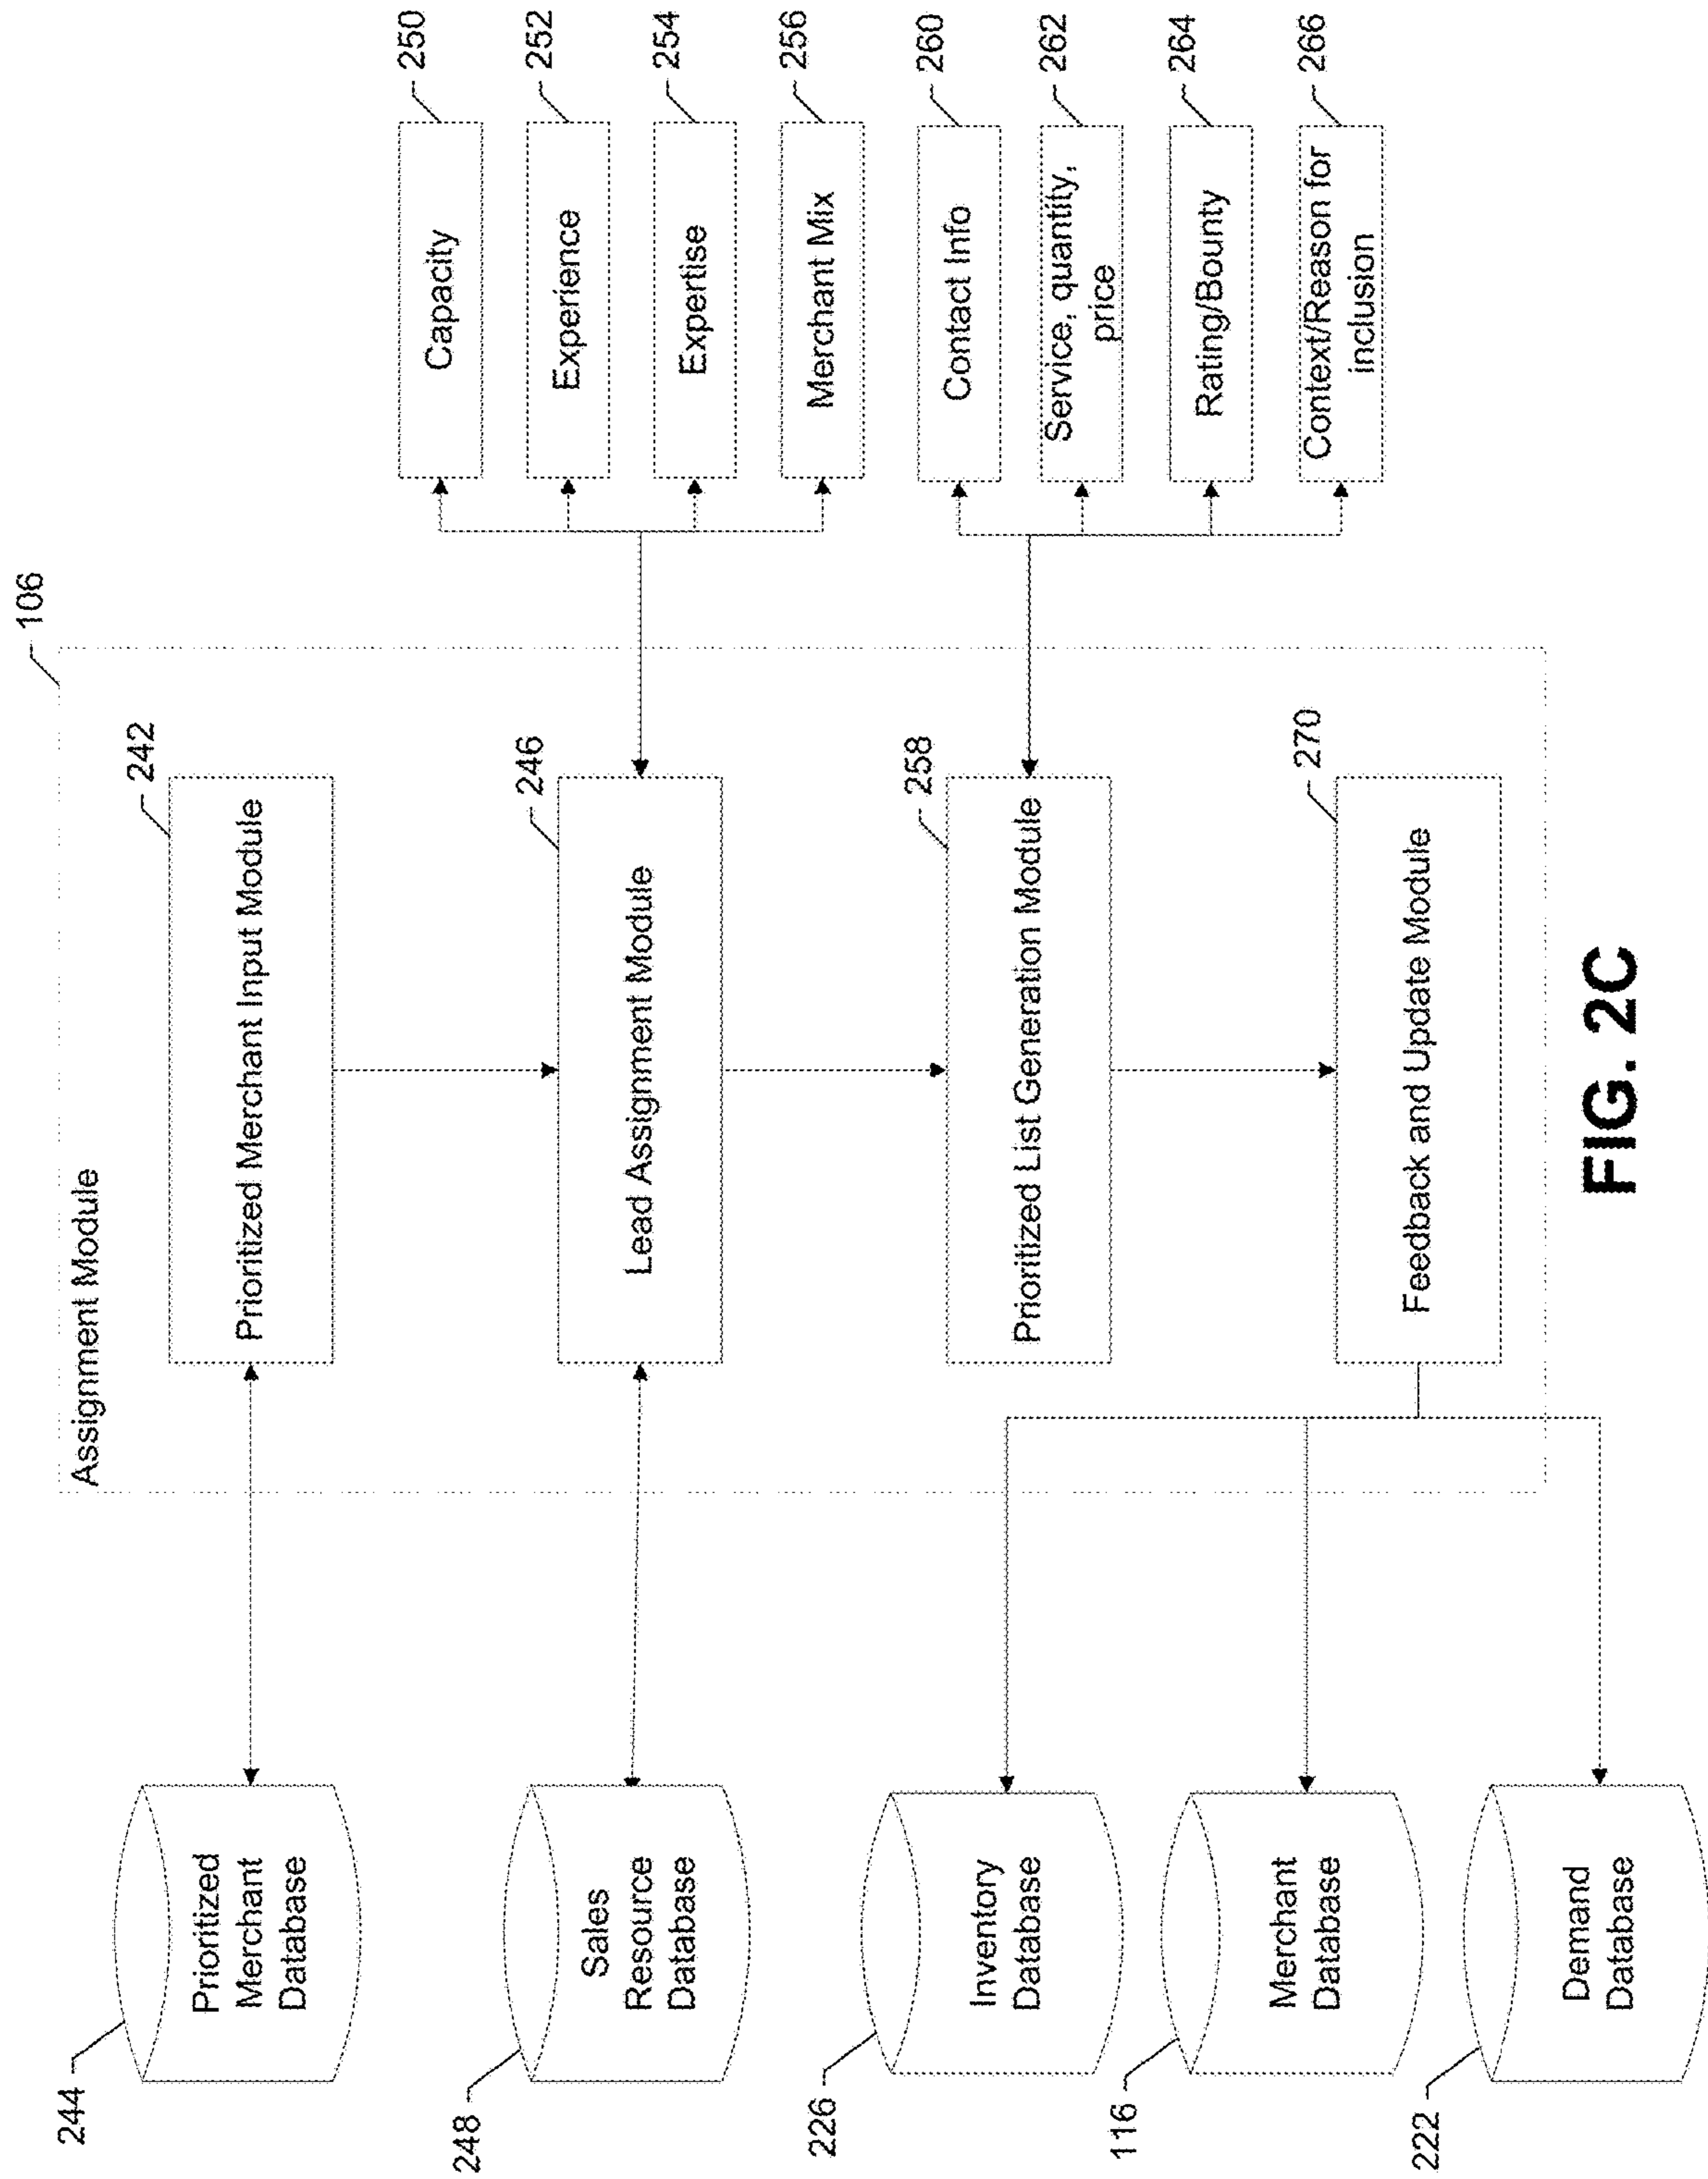 106
Assignment Module
242
Prioritized Merchant Input Module
246
Lead Assignment Module
258
Prioritized List Generation Module
270
Feedback and Update Module
244
Prioritized
Merchant
Database
248
Sales
Resource
Database
226
Inventory
Database
116
Merchant
Database
222
Demand
Database
Capacity
250
Experience
252
Expertise
254
Merchant Mix
256
Contact Info
260
Service, quantity,
price
262
Rating/Bounty
264
Context/Reason for
inclusion
266
FIG. 2C